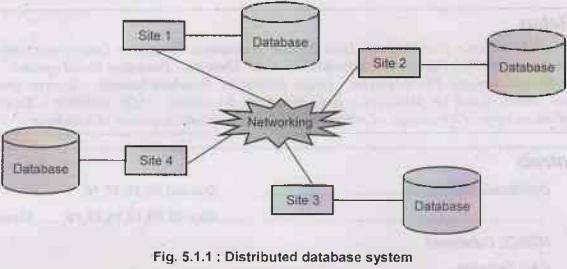 Site 1
Database
Site 2
Database
Networking
Database
Site 4
Site 3
Database
Fig. 5.1.1 : Distributed database system